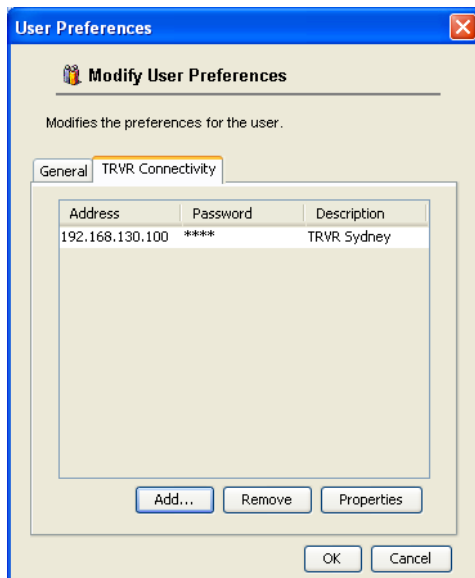 User Preferences
Modify User Preferences
Modifies the preferences for the user.
General TRVR Connectivity
Address Password Description
192.168.130.100 **** TRVR Sydney
Add... Remove Properties
OK Cancel